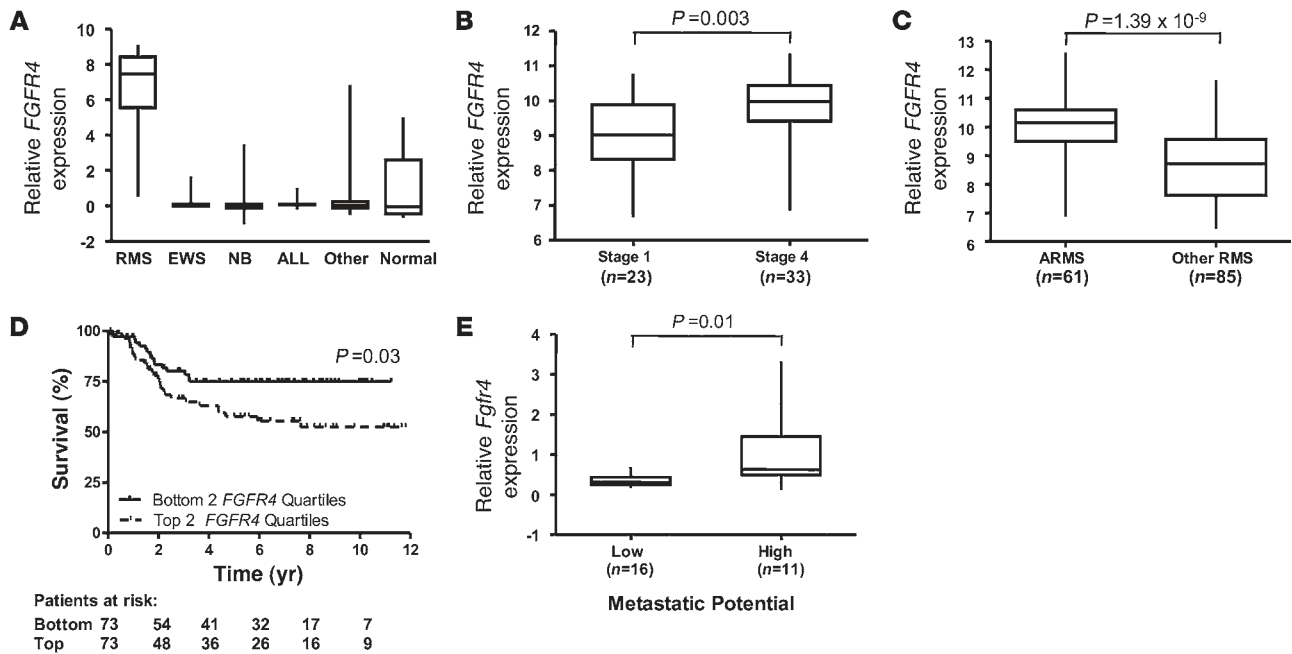 A
Relative FGFR4
expression
10
8
6
4
2
0
-2
RMS EWS NB ALL Other Normal
B
P =0.003
Relative FGFR4
expression
12
11
10
9
8
7
6
Stage 1
(n=23)
Stage 4
(n=33)
C
P =1.39 x 10-9
Relative FGFR4
expression
13
12
11
10
9
8
7
6
ARMS
(n=61)
Other RMS
(n=85)
D
P =0.03
Survival (%)
100
75
50
25
0
Bottom 2 FGFR4 Quartiles
Top 2 FGFR4 Quartiles
0 2 4 6 8 10 12
Time (yr)
Patients at risk:
Bottom 73 54 41 32 17 7
Top 73 48 36 26 16 9
E
P =0.01
Relative Fgfr4
expression
4
3
2
1
0
-1
Low
(n=16)
High
(n=11)
Metastatic Potential